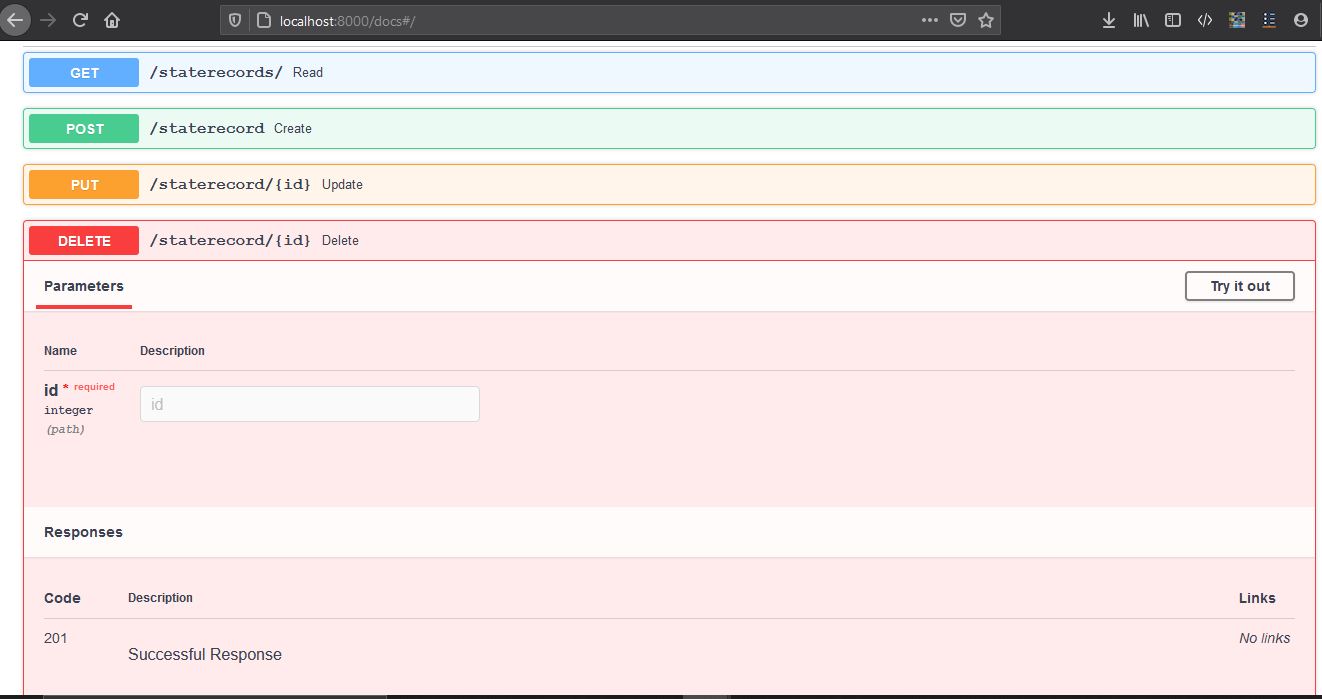 localhost:8000/docs#/
GET /staterecords/ Read
POST /staterecord Create
PUT /staterecord/{id} Update
DELETE /staterecord/{id} Delete
Parameters Try it out
Name Description
id * required
id
integer
(path)
Responses
Code Description Links
201 No links
Successful Response